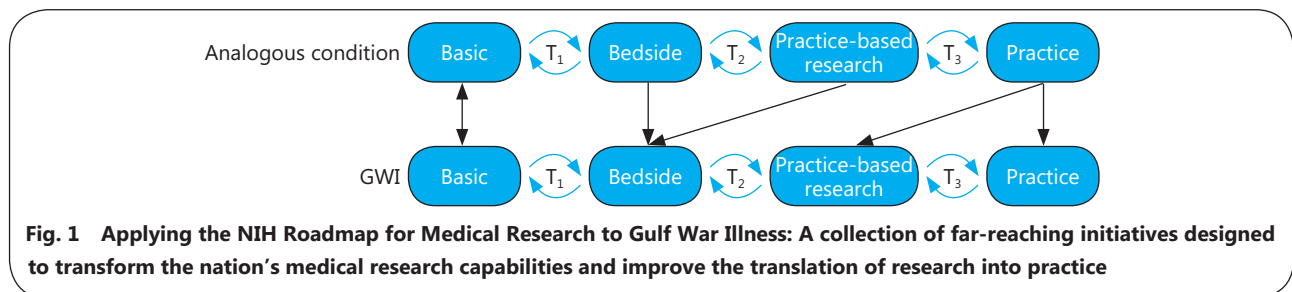 Analogous condition Basic T1 Bedside T2 Practice-based research T3 Practice
GWI Basic T1 Bedside T2 Practice-based research T3 Practice
Fig. 1 Applying the NIH Roadmap for Medical Research to Gulf War Illness: A collection of far-reaching initiatives designed
to transform the nation’s medical research capabilities and improve the translation of research into practice